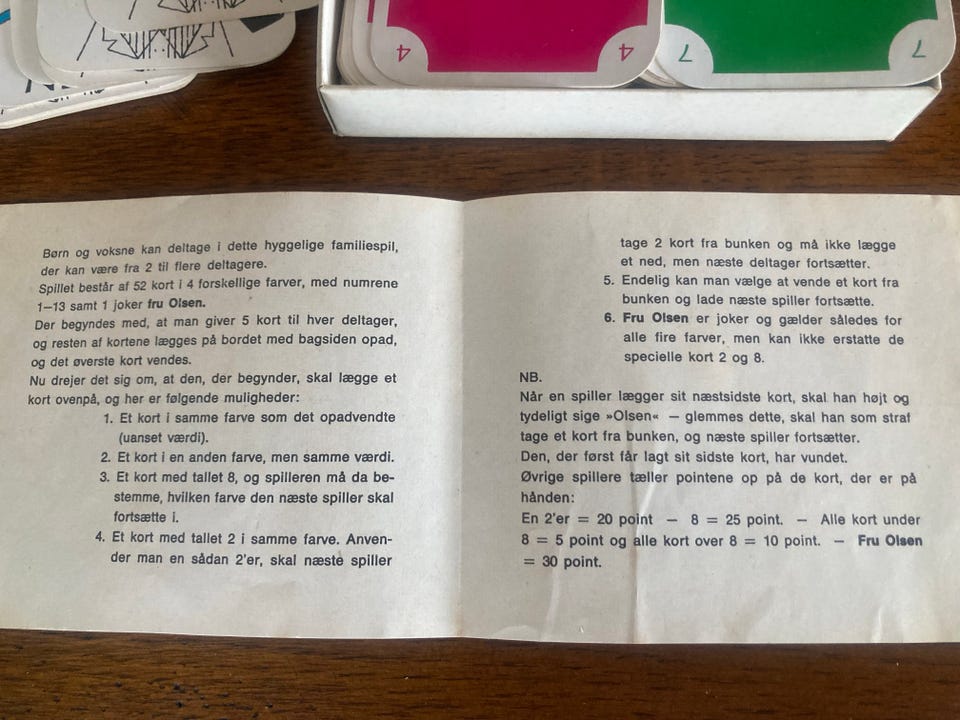 4
4
7
7
Børn og voksne kan deltage i dette hyggelige familiespil,
der kan være fra 2 til flere deltagere.
Spillet består af 52 kort i 4 forskellige farver, med numrene
1—13 samt 1 joker fru Olsen.
Der begyndes med, at man giver 5 kort til hver deltager,
og resten af kortene lægges på bordet med bagsiden opad,
og det øverste kort vendes.
Nu drejer det sig om, at den, der begynder, skal lægge et
kort ovenpå, og her er følgende muligheder:
1. Et kort i samme farve som det opadvendte
(uanset værdi).
2. Et kort i en anden farve, men samme værdi.
3. Et kort med tallet 8, og spilleren må da be-
stemme, hvilken farve den næste spiller skal
fortsætte i.
4. Et kort med tallet 2 i samme farve. Anven-
der man en sådan 2'er, skal næste spiller
tage 2 kort fra bunken og må ikke lægge
et ned, men næste deltager fortsætter.
5. Endelig kan man vælge at vende et kort fra
bunken og lade næste spiller fortsætte.
6. Fru Olsen er joker og gælder således for
alle fire farver, men kan ikke erstatte de
specielle kort 2 og 8.
NB.
Når en spiller lægger sit næstsidste kort, skal han højt og
tydeligt sige »Olsen« — glemmes dette, skal han som straf
tage et kort fra bunken, og næste spiller fortsætter.
Den, der først får lagt sit sidste kort, har vundet.
Øvrige spillere tæller pointene op på de kort, der er på
hånden:
En 2'er = 20 point — 8 = 25 point. — Alle kort under
8 = 5 point og alle kort over 8 = 10 point. — Fru Olsen
= 30 point.